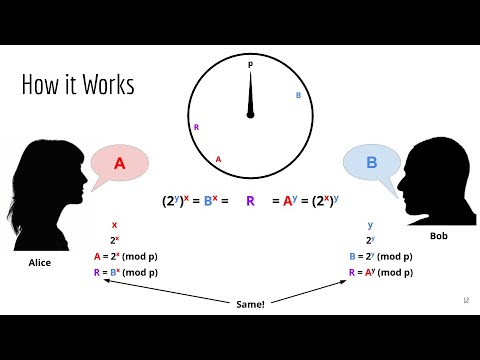 How it Works
p
B
R
A
A
B
(2^y)^x = B^x = R = A^y = (2^x)^y
Alice
x
2^x
A = 2^x (mod p)
R = B^x (mod p)
Bob
y
2^y
B = 2^y (mod p)
R = A^y (mod p)
Same!
12